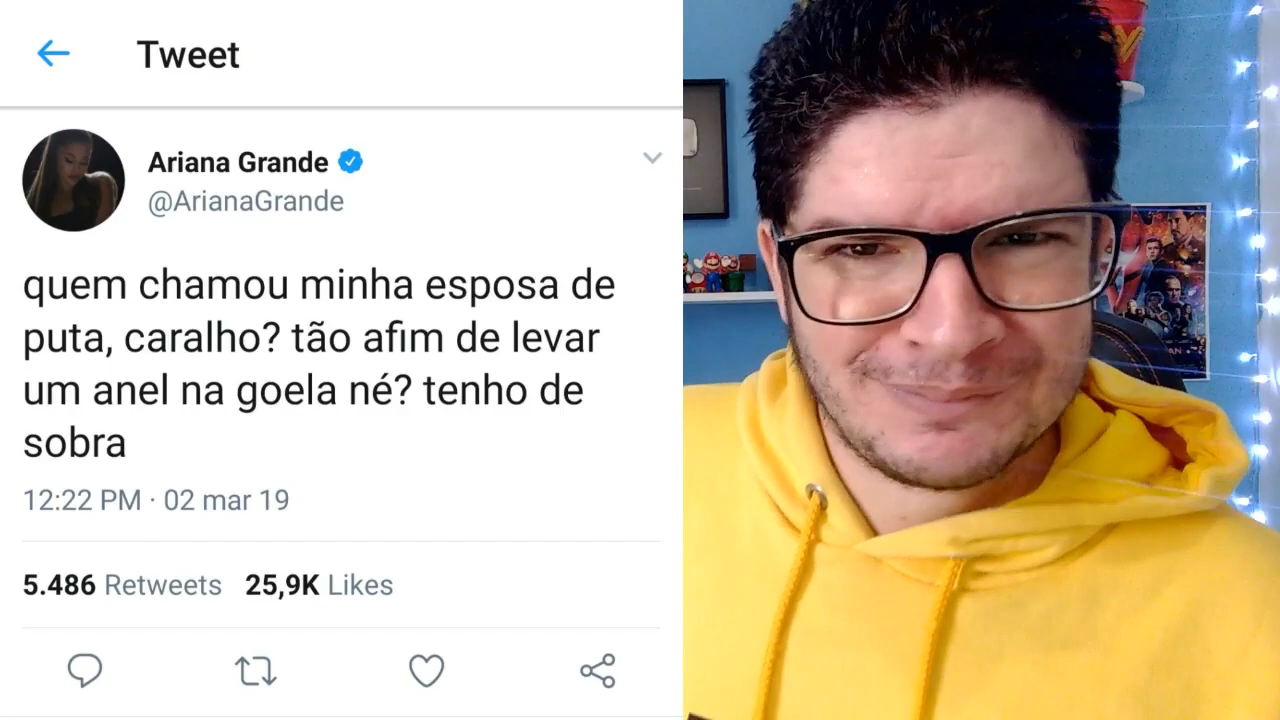 Tweet
Ariana Grande
@ArianaGrande
quem chamou minha esposa de
puta, caralho? tão afim de levar
um anel na goela né? tenho de
sobra
12:22 PM · 02 mar 19
5.486 Retweets 25,9K Likes